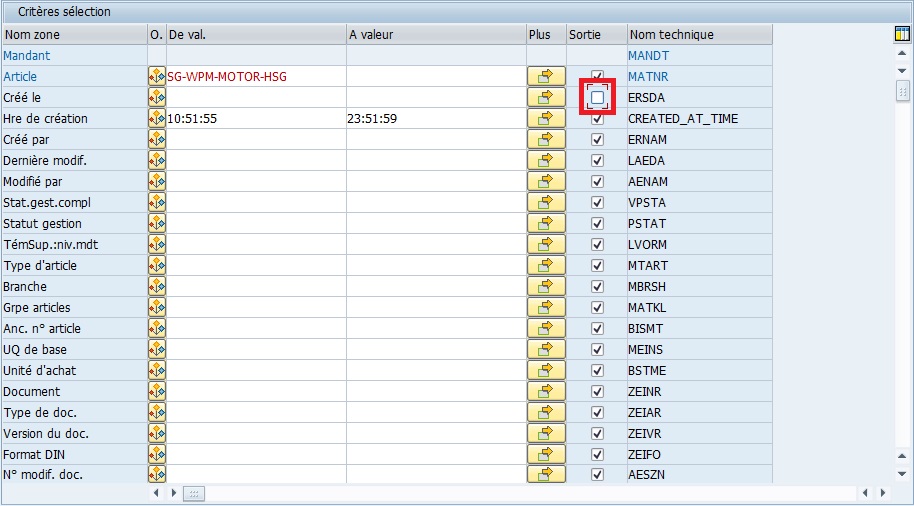 Critères sélection
Nom zone O. De val. A valeur Plus Sortie Nom technique
Mandant MANDT
Article SG-WPM-MOTOR-HSG MATNR
Créé le ERSDA
Hre de création 10:51:55 23:51:59 CREATED_AT_TIME
Créé par ERNAM
Dernière modif. LAEDA
Modifié par AENAM
Stat.gest.compl VPSTA
Statut gestion PSTAT
TémSup.:niv.mdt LVORM
Type d'article MTART
Branche MBRSH
Grpe articles MATKL
Anc. n° article BISMT
UQ de base MEINS
Unité d'achat BSTME
Document ZEINR
Type de doc. ZEIAR
Version du doc. ZEIVR
Format DIN ZEIFO
N° modif. doc. AESZN